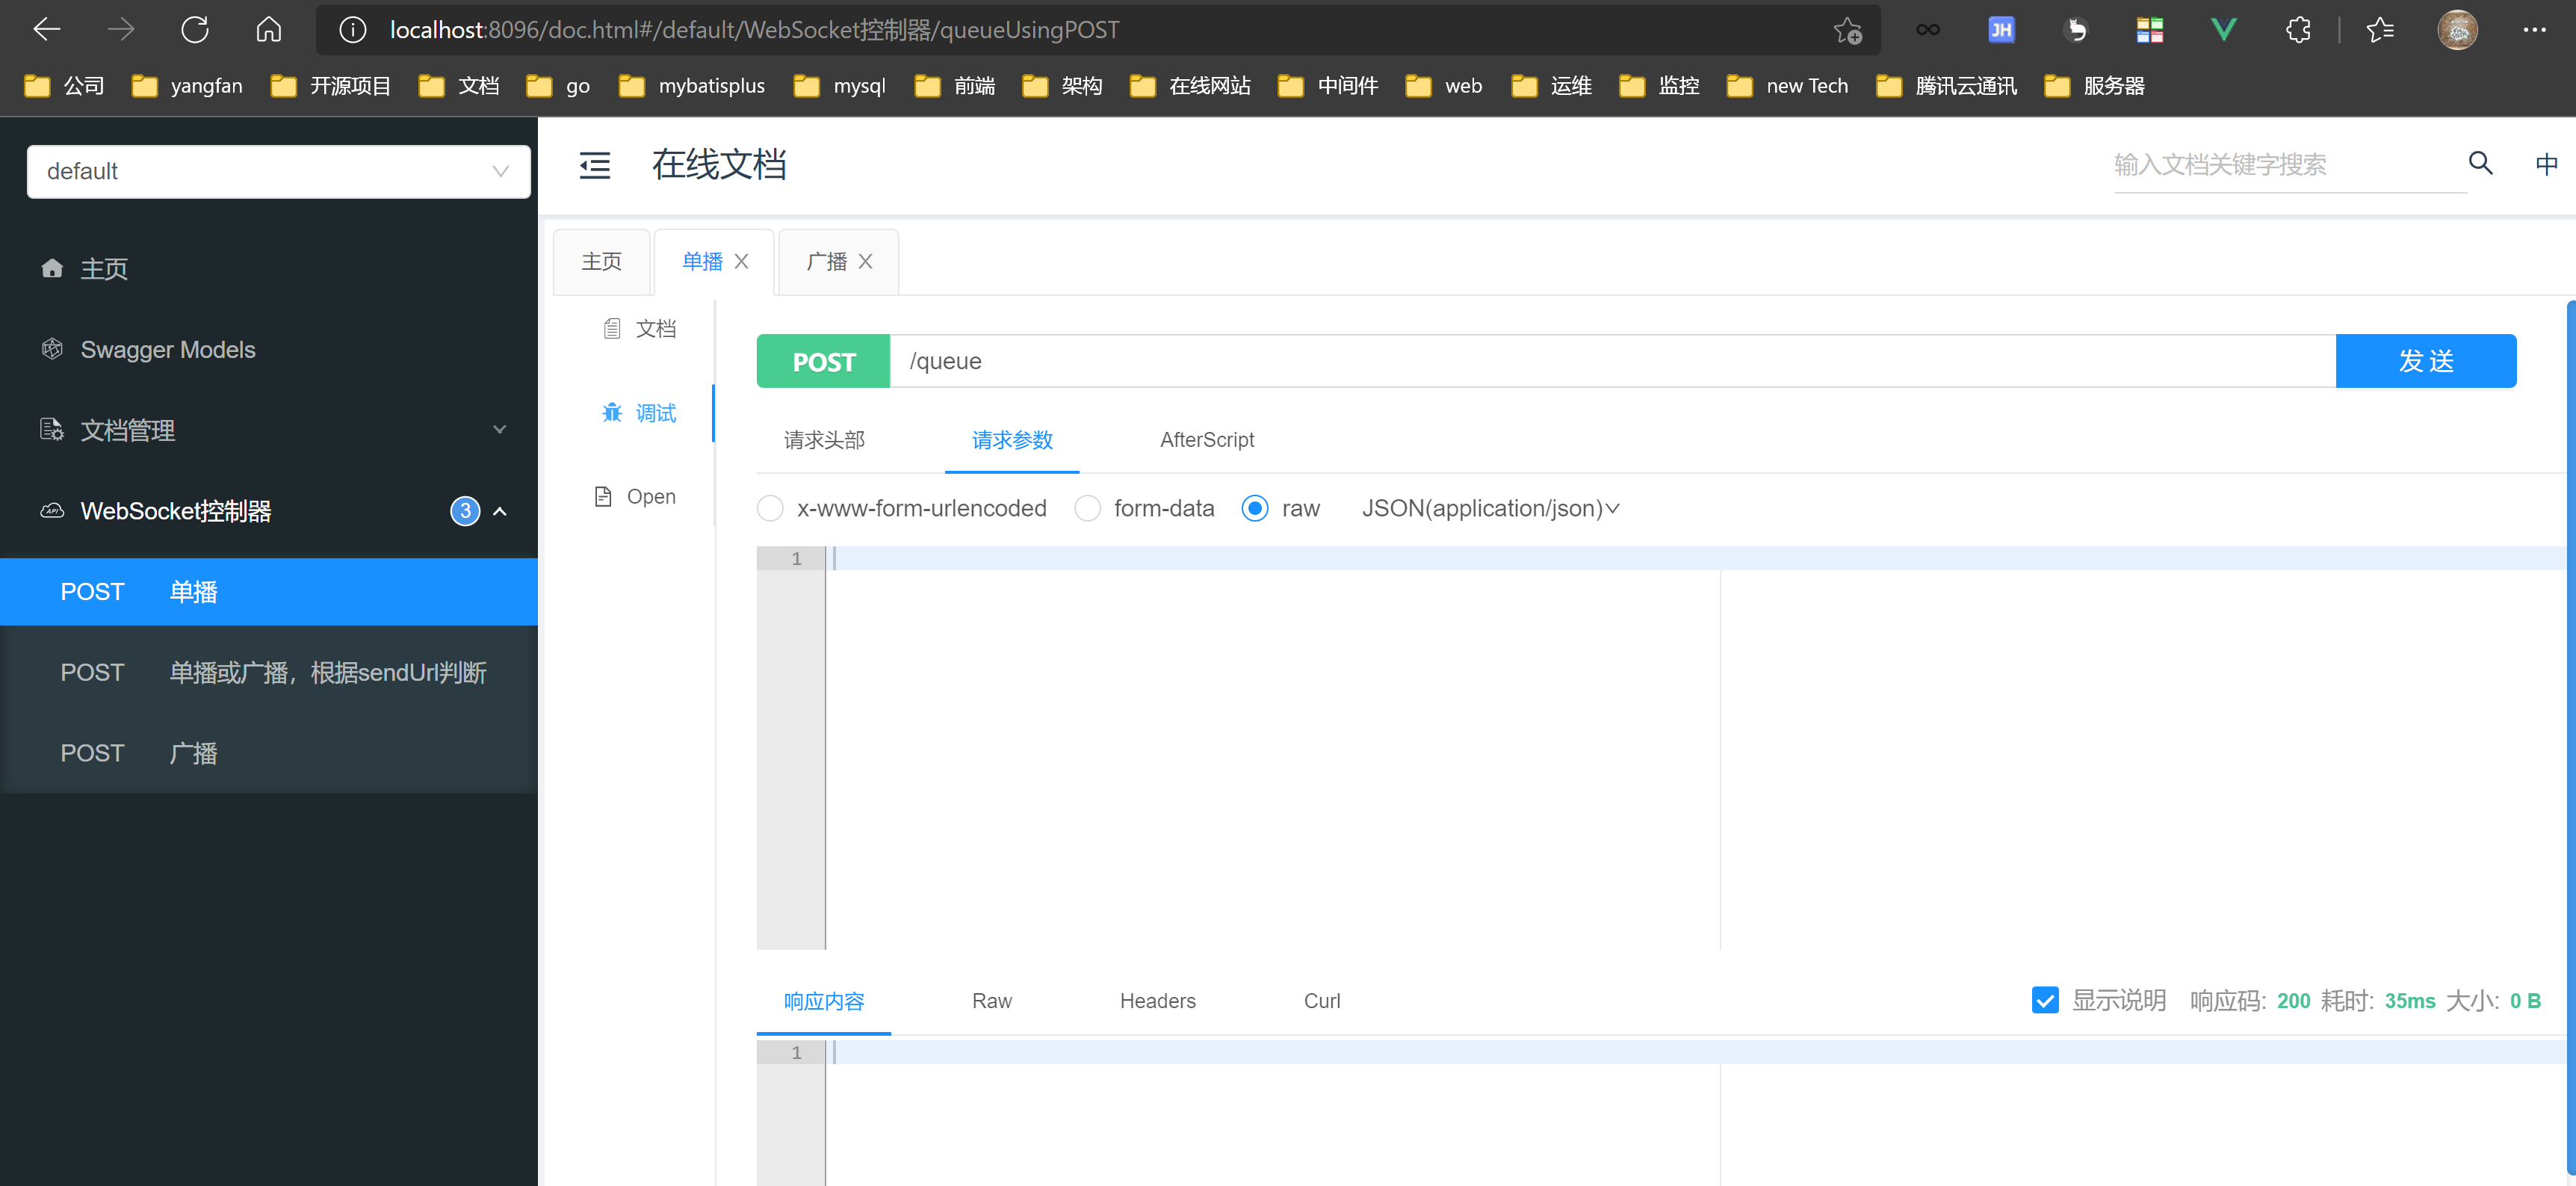 localhost:8096/doc.html#/default/WebSocket控制器/queueUsingPOST
JH
公司 yangfan 开源项目 文档 go mybatisplus mysql 前端 架构 在线网站 中间件 web 运维 监控 new Tech 腾讯云通讯 服务器
default
在线文档
输入文档关键字搜索
中
主页
Swagger Models
文档管理
WebSocket控制器 3
POST 单播
POST 单播或广播，根据sendUrl判断
POST 广播
主页 单播 广播
文档
调试
Open
POST /queue 发 送
请求头部 请求参数 AfterScript
x-www-form-urlencoded form-data raw JSON(application/json)
1
响应内容 Raw Headers Curl
显示说明 响应码: 200 耗时: 35ms 大小: 0 B
1